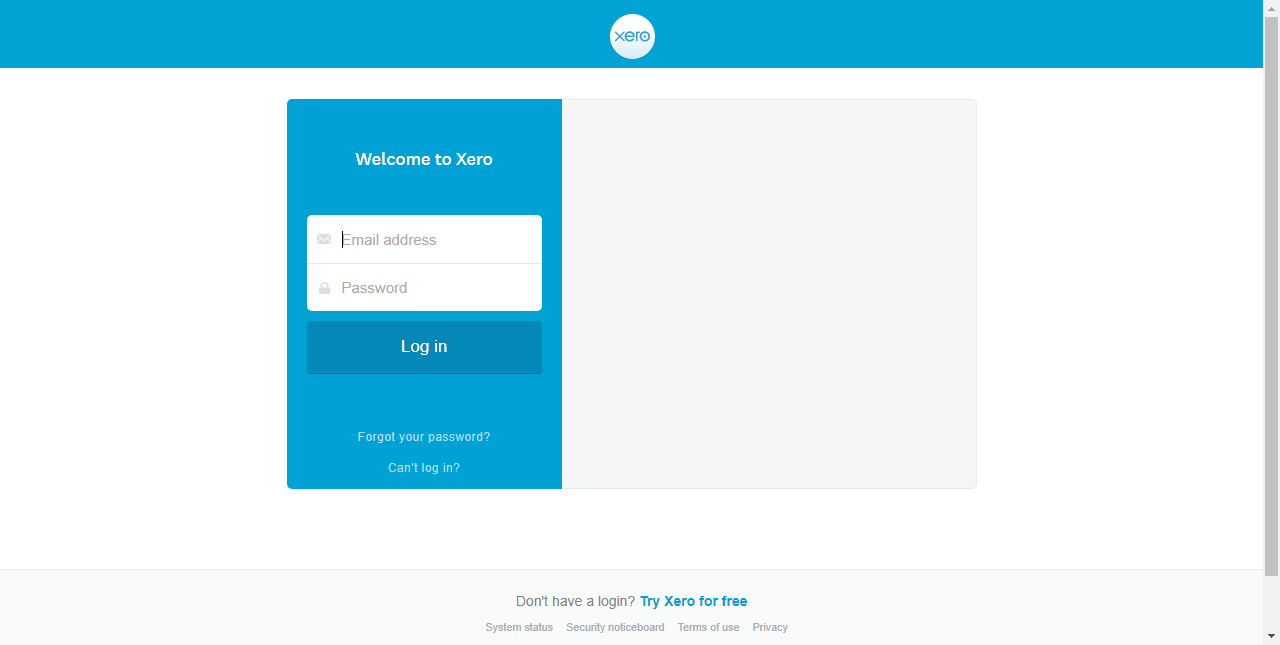 xero
Welcome to Xero
Email address
Password
Log in
Forgot your password?
Can't log in?
Don't have a login? Try Xero for free
System status Security noticeboard Terms of use Privacy